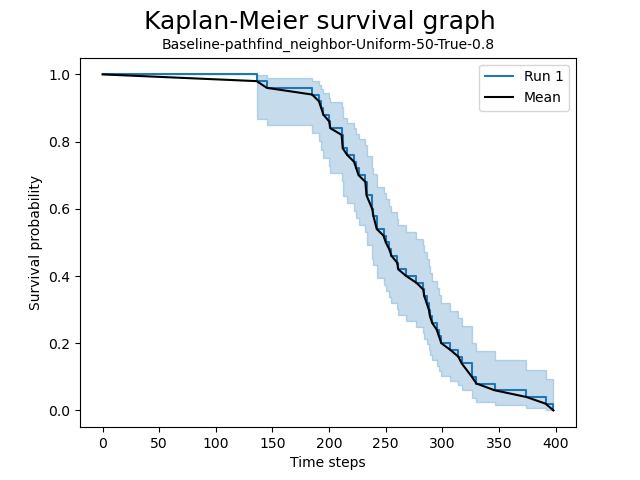 Kaplan-Meier survival graph
Baseline-pathfind_neighbor-Uniform-50-True-0.8
Run 1
Mean
Survival probability
1.0
0.8
0.6
0.4
0.2
0.0
0 50 100 150 200 250 300 350 400
Time steps